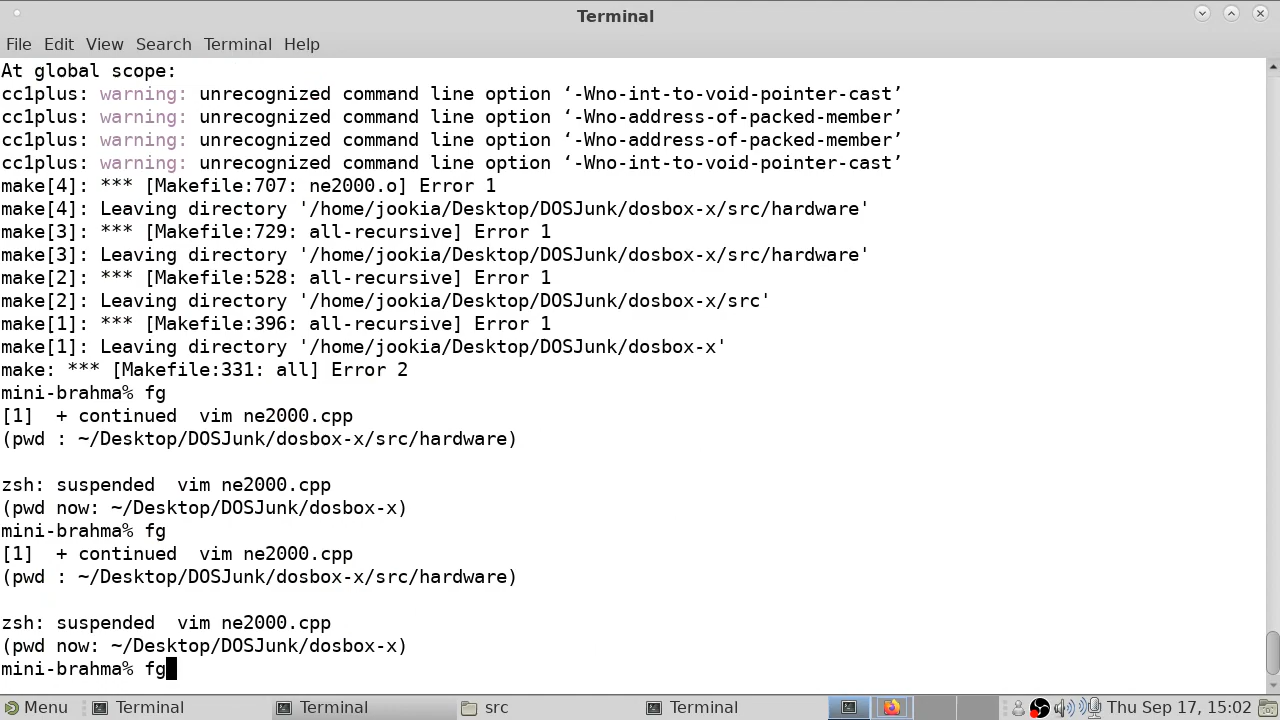 Terminal
File Edit View Search Terminal Help
At global scope:
cc1plus: warning: unrecognized command line option ‘-Wno-int-to-void-pointer-cast’
cc1plus: warning: unrecognized command line option ‘-Wno-address-of-packed-member’
cc1plus: warning: unrecognized command line option ‘-Wno-address-of-packed-member’
cc1plus: warning: unrecognized command line option ‘-Wno-int-to-void-pointer-cast’
make[4]: *** [Makefile:707: ne2000.o] Error 1
make[4]: Leaving directory '/home/jookia/Desktop/DOSJunk/dosbox-x/src/hardware'
make[3]: *** [Makefile:729: all-recursive] Error 1
make[3]: Leaving directory '/home/jookia/Desktop/DOSJunk/dosbox-x/src/hardware'
make[2]: *** [Makefile:528: all-recursive] Error 1
make[2]: Leaving directory '/home/jookia/Desktop/DOSJunk/dosbox-x/src'
make[1]: *** [Makefile:396: all-recursive] Error 1
make[1]: Leaving directory '/home/jookia/Desktop/DOSJunk/dosbox-x'
make: *** [Makefile:331: all] Error 2
mini-brahma% fg
[1]  + continued  vim ne2000.cpp
(pwd : ~/Desktop/DOSJunk/dosbox-x/src/hardware)
zsh: suspended  vim ne2000.cpp
(pwd now: ~/Desktop/DOSJunk/dosbox-x)
mini-brahma% fg
[1]  + continued  vim ne2000.cpp
(pwd : ~/Desktop/DOSJunk/dosbox-x/src/hardware)
zsh: suspended  vim ne2000.cpp
(pwd now: ~/Desktop/DOSJunk/dosbox-x)
mini-brahma% fg
Menu Terminal Terminal src Terminal Thu Sep 17, 15:02